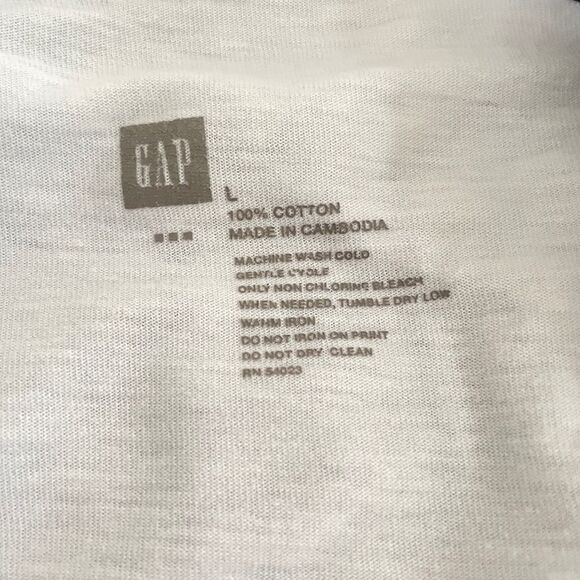 GAP
L
100% COTTON
MADE IN CAMBODIA
MACHINE WASH COLD
GENTLE CYCLE
ONLY NON CHLORINE BLEACH
WHEN NEEDED, TUMBLE DRY LOW
WARM IRON
DO NOT IRON ON PRINT
DO NOT DRY CLEAN
RN 54023